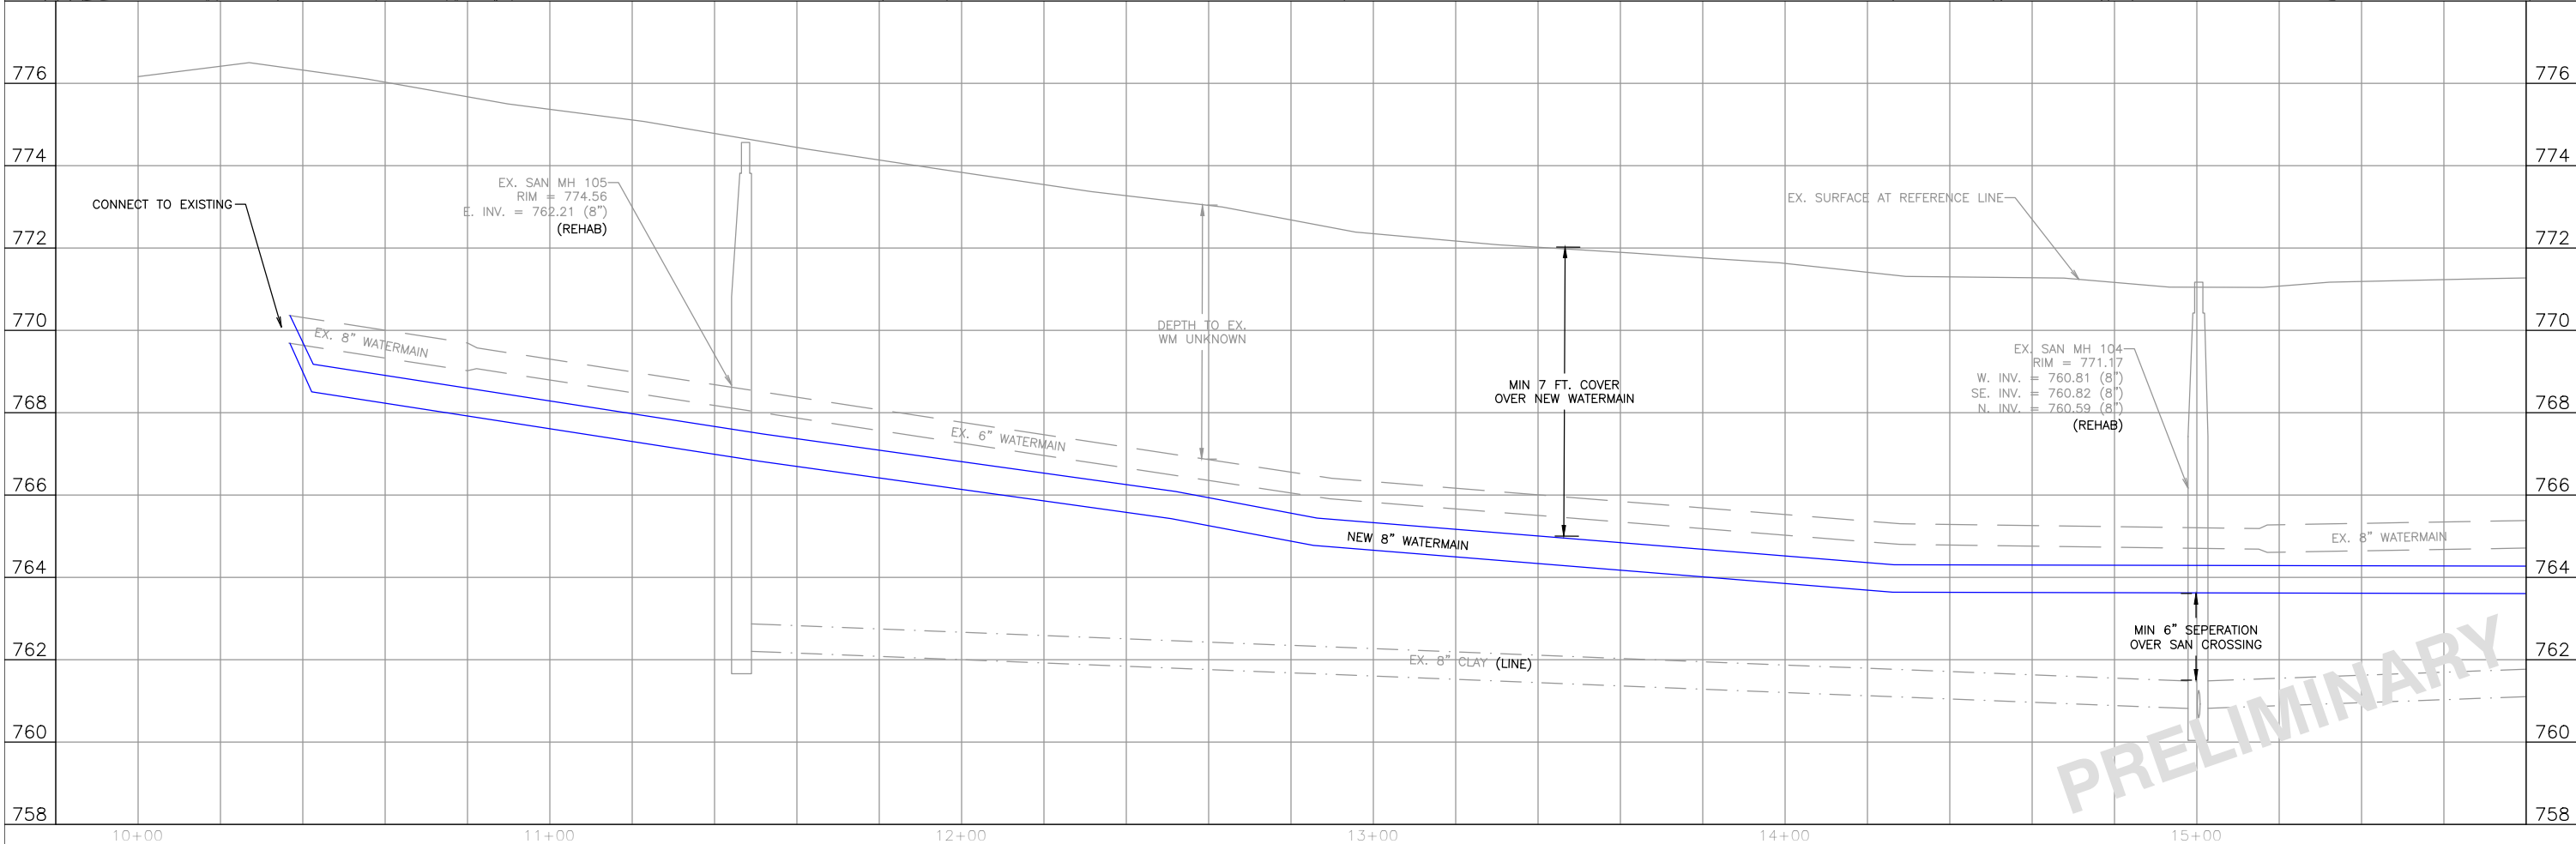 776
776
774
774
EX. SAN MH 105
RIM = 774.56
E. INV. = 762.21 (8")
(REHAB)
CONNECT TO EXISTING
EX. SURFACE AT REFERENCE LINE
772
772
770
770
EX. 8" WATERMAIN
DEPTH TO EX.
WM UNKNOWN
EX. SAN MH 104
RIM = 771.17
W. INV. = 760.81 (8")
SE. INV. = 760.82 (8")
N. INV. = 760.59 (8")
(REHAB)
MIN 7 FT. COVER
OVER NEW WATERMAIN
768
768
EX. 6" WATERMAIN
766
766
NEW 8" WATERMAIN
EX. 8" WATERMAIN
764
764
MIN 6" SEPERATION
OVER SAN CROSSING
762
762
EX. 8" CLAY (LINE)
PRELIMINARY
760
760
758
758
10+00
11+00
12+00
13+00
14+00
15+00